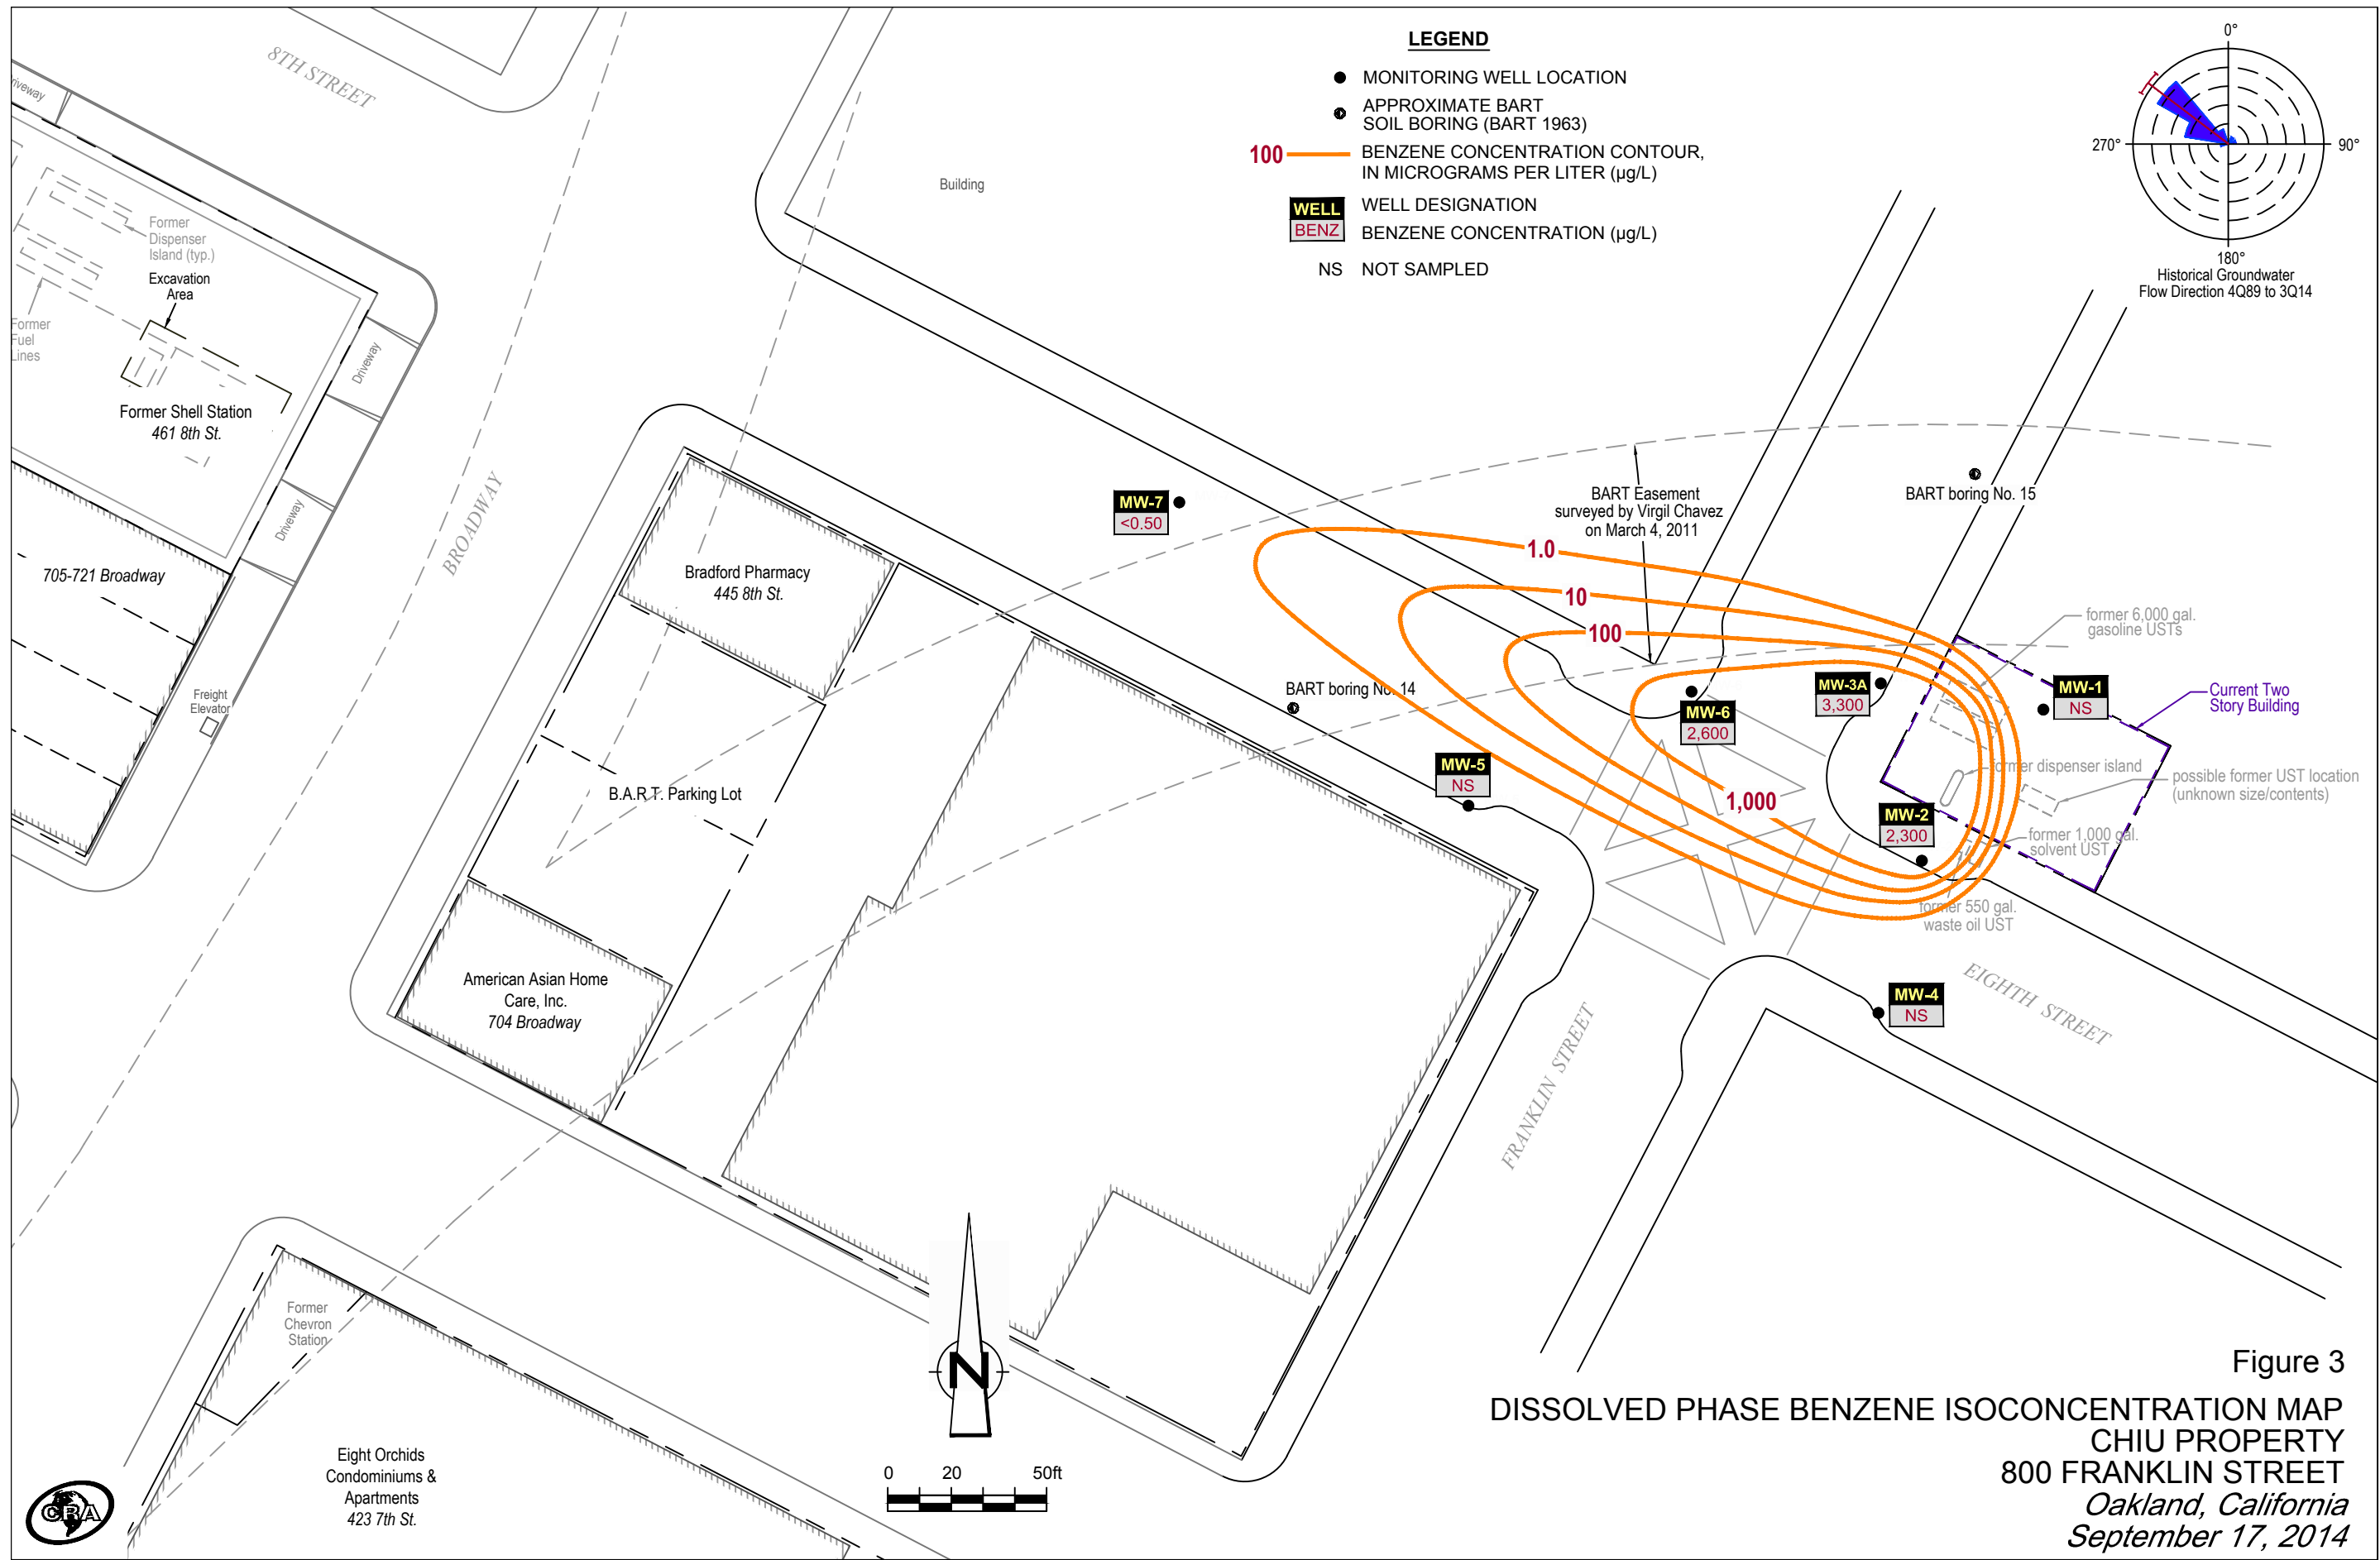 LEGEND
MONITORING WELL LOCATION
APPROXIMATE BART
SOIL BORING (BART 1963)
100
BENZENE CONCENTRATION CONTOUR,
IN MICROGRAMS PER LITER (µg/L)
WELL
WELL DESIGNATION
BENZ
BENZENE CONCENTRATION (µg/L)
NS NOT SAMPLED
0°
270°
90°
180°
Historical Groundwater
Flow Direction 4Q89 to 3Q14
8TH STREET
Building
Former
Dispenser
Island (typ.)
Excavation
Area
Former
Fuel
Lines
Driveway
Former Shell Station
461 8th St.
Driveway
705-721 Broadway
BROADWAY
Freight
Elevator
Bradford Pharmacy
445 8th St.
B.A.R.T. Parking Lot
American Asian Home
Care, Inc.
704 Broadway
MW-7
<0.50
BART Easement
surveyed by Virgil Chavez
on March 4, 2011
BART boring No. 15
1.0
10
100
1,000
former 6,000 gal.
gasoline USTs
BART boring No. 14
MW-6
2,600
MW-3A
3,300
MW-1
NS
Current Two
Story Building
MW-5
NS
former dispenser island
possible former UST location
(unknown size/contents)
MW-2
2,300
former 1,000 gal.
solvent UST
former 550 gal.
waste oil UST
EIGHTH STREET
MW-4
NS
FRANKLIN STREET
Former
Chevron
Station
Eight Orchids
Condominiums &
Apartments
423 7th St.
CRA
N
0 20 50ft
Figure 3
DISSOLVED PHASE BENZENE ISOCONCENTRATION MAP
CHIU PROPERTY
800 FRANKLIN STREET
Oakland, California
September 17, 2014